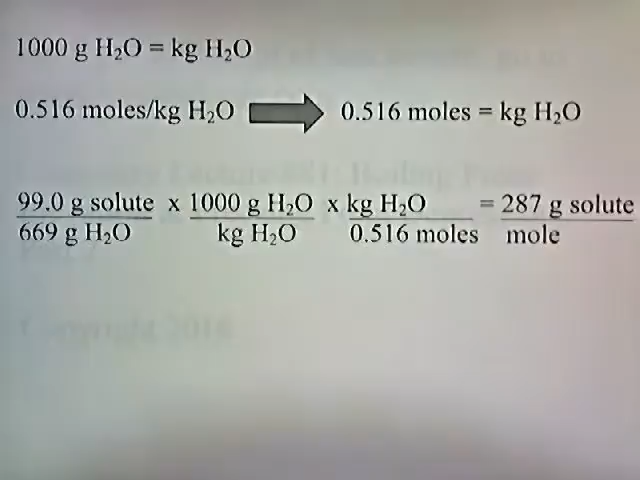 1000 g H₂O = kg H₂O
0.516 moles/kg H₂O 0.516 moles = kg H₂O
99.0 g solute x 1000 g H₂O x kg H₂O = 287 g solute
669 g H₂O kg H₂O 0.516 moles mole